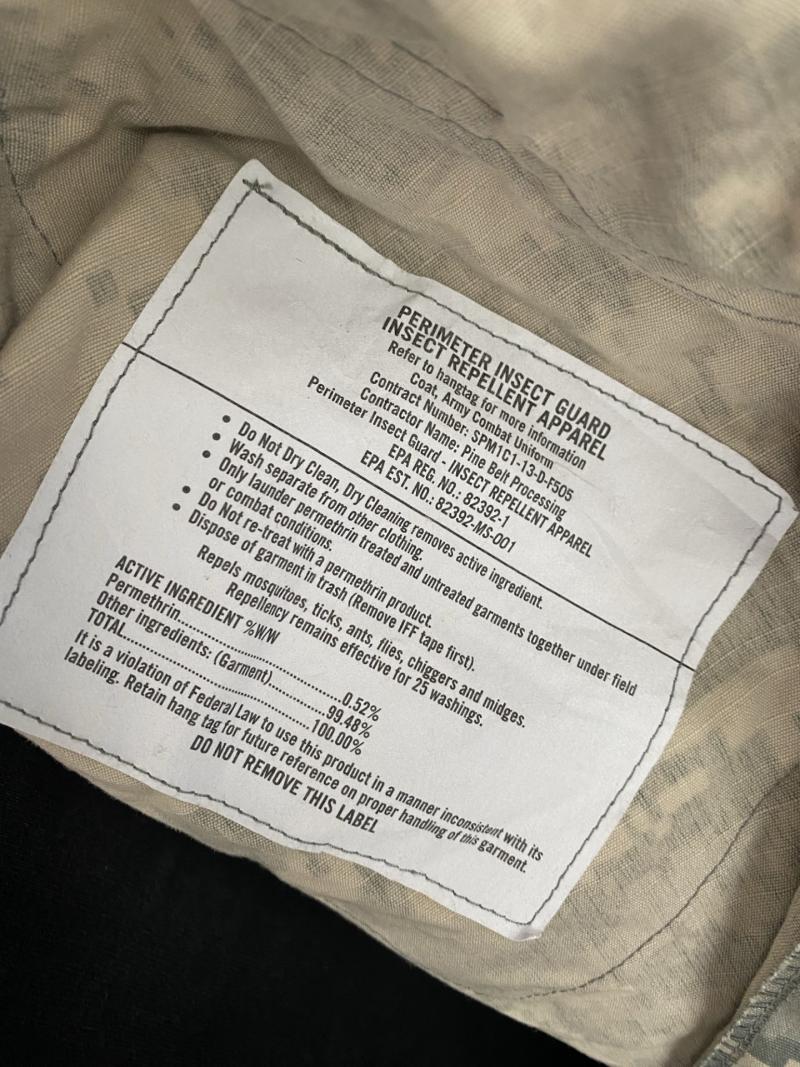 PERIMETER INSECT GUARD
INSECT REPELLENT APPAREL
Refer to hangtag for more information
Coat, Army Combat Uniform
Contract Number: SPM1C1-13-D-F505
Contractor Name: Pine Belt Processing
Perimeter Insect Guard - INSECT REPELLENT APPAREL
EPA REG. NO.: 82392-1
EPA EST. NO.: 82392-MS-001
• Do Not Dry Clean, Dry Cleaning removes active ingredient.
• Wash separate from other clothing.
• Only launder permethrin treated and untreated garments together under field
or combat conditions.
• Do Not re-treat with a permethrin product.
• Dispose of garment in trash (Remove IFF tape first).
Repels mosquitoes, ticks, ants, flies, chiggers and midges.
Repellency remains effective for 25 washings.
ACTIVE INGREDIENT %W/W
Permethrin........................................0.52%
Other ingredients: (Garment)..............99.48%
TOTAL.............................................100.00%
It is a violation of Federal Law to use this product in a manner inconsistent with its
labeling. Retain hang tag for future reference on proper handling of this garment.
DO NOT REMOVE THIS LABEL